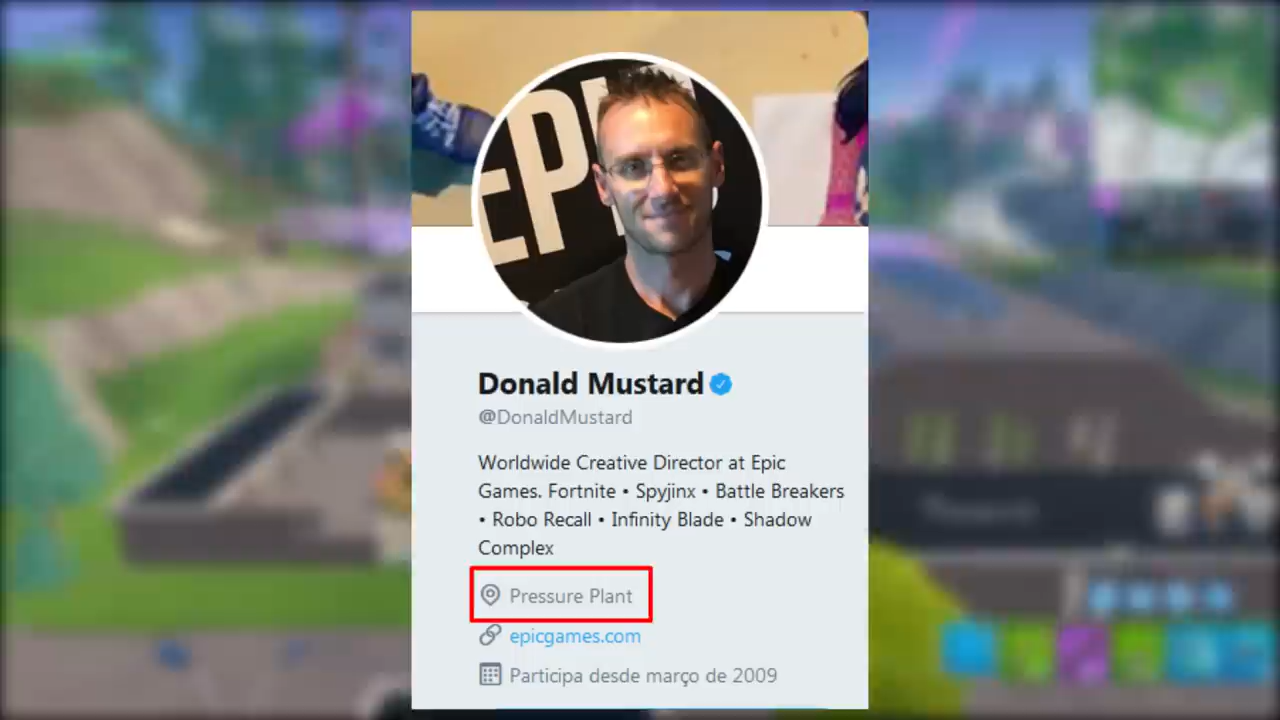 EPIC
Donald Mustard
@DonaldMustard
Worldwide Creative Director at Epic
Games. Fortnite • Spyjinx • Battle Breakers
• Robo Recall • Infinity Blade • Shadow
Complex
Pressure Plant
epicgames.com
Participa desde março de 2009